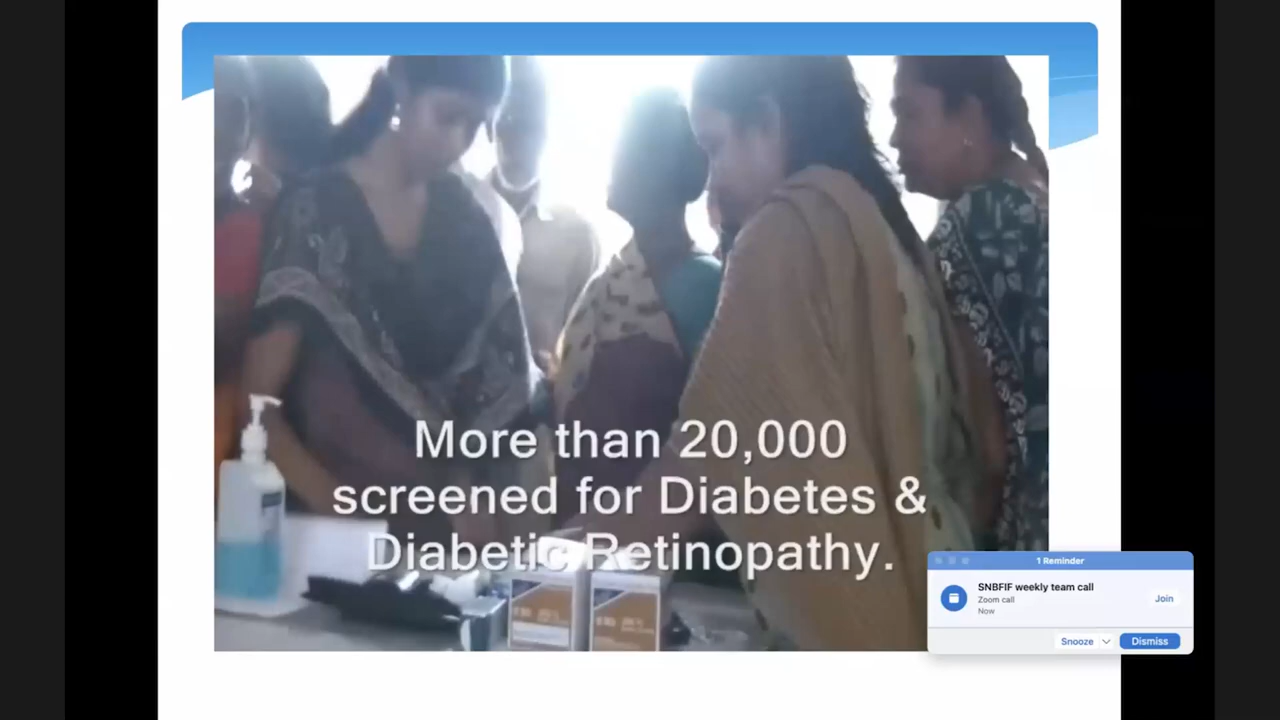 More than 20,000
screened for Diabetes &
Diabetic Retinopathy.
1 Reminder
SNBFIF weekly team call
Zoom call
Now
Join
Snooze
Dismiss